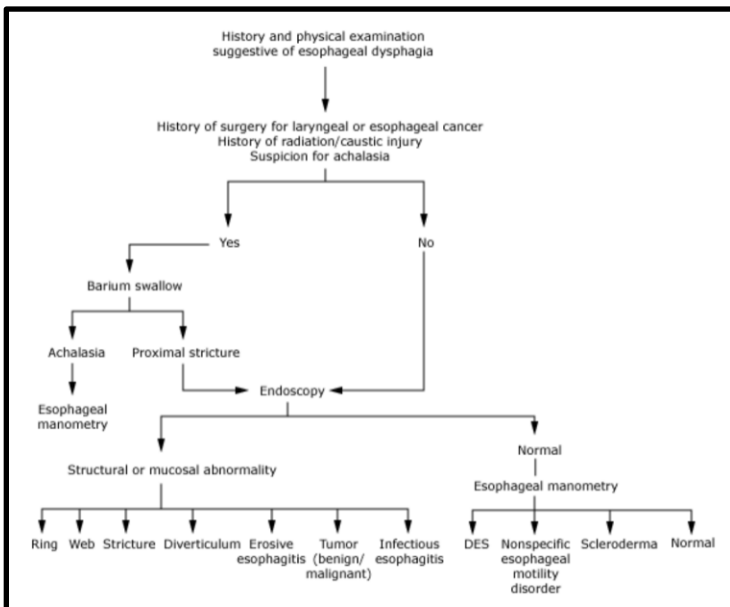 History and physical examination
suggestive of esophageal dysphagia
History of surgery for laryngeal or esophageal cancer
History of radiation/caustic injury
Suspicion for achalasia
Yes
No
Barium swallow
Achalasia
Proximal stricture
Endoscopy
Esophageal
manometry
Normal
Structural or mucosal abnormality
Esophageal manometry
Ring
Web
Stricture
Diverticulum
Erosive
esophagitis
Tumor
(benign/
malignant)
Infectious
esophagitis
DES
Nonspecific
esophageal
motility
disorder
Scleroderma
Normal